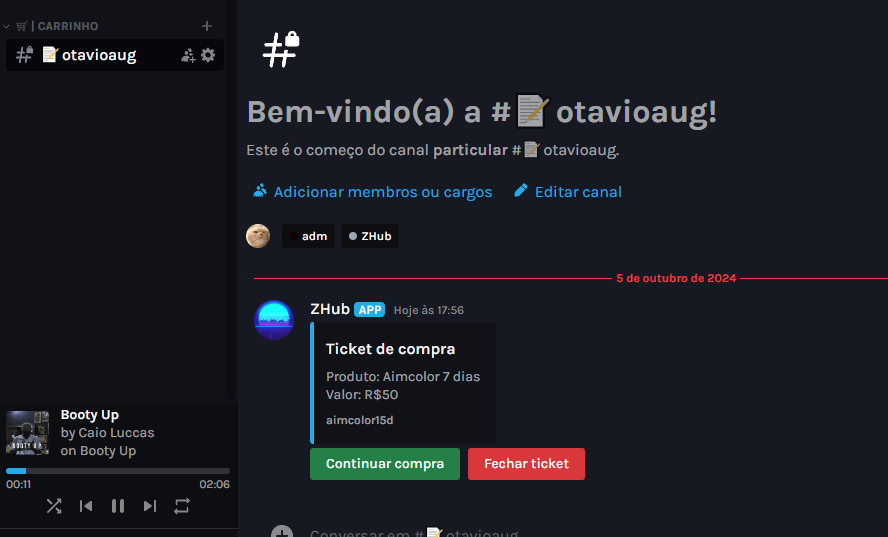 | CARRINHO
otavioaug
Bem-vindo(a) a # otavioaug!
Este é o começo do canal particular # otavioaug.
Adicionar membros ou cargos
Editar canal
adm
ZHub
5 de outubro de 2024
ZHub APP Hoje às 17:56
Ticket de compra
Produto: Aimcolor 7 dias
Valor: R$50
aimcolor15d
Continuar compra
Fechar ticket
Conversar em # otavioaug
Booty Up
by Caio Luccas
on Booty Up
BOOTY UP
00:11
02:06